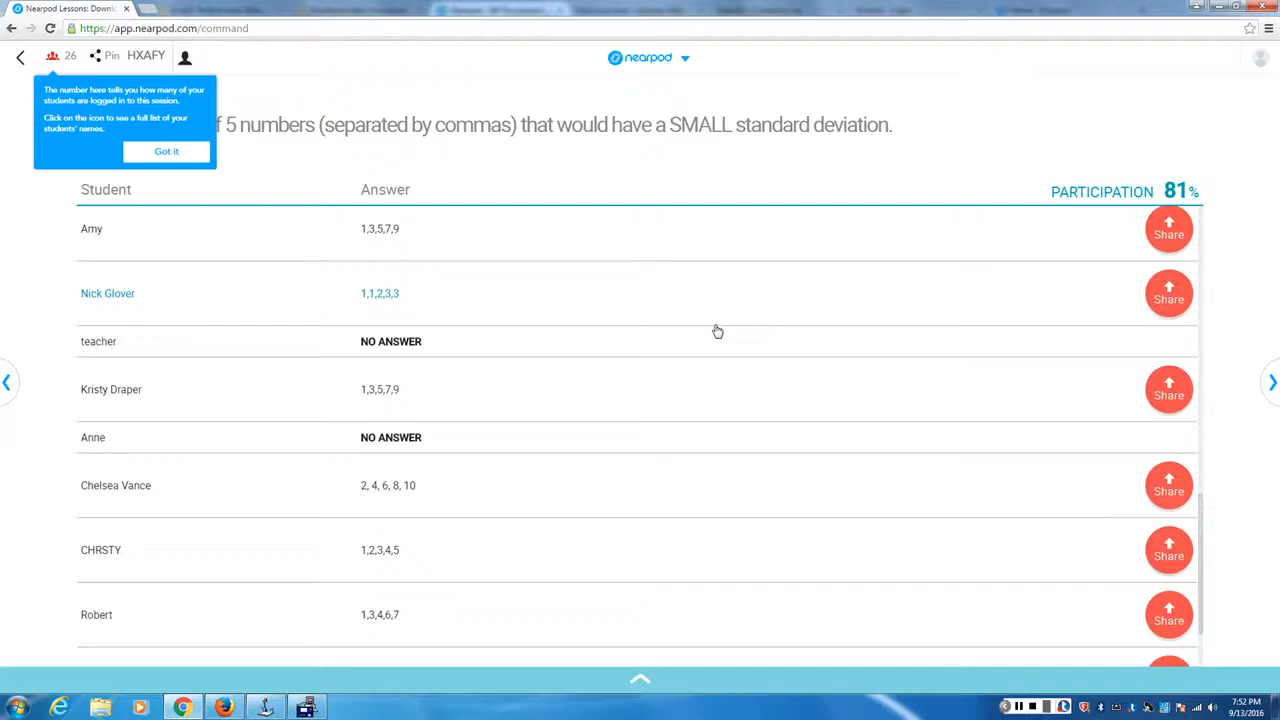 Nearpod Lessons: Downlo
https://app.nearpod.com/command
26 Pin HXAFY
nearpod
The number here tells you how many of your
students are logged in to this session.
Click on the icon to see a full list of your
students' names.
Got it
f 5 numbers (separated by commas) that would have a SMALL standard deviation.
Student Answer PARTICIPATION 81%
Amy 1,3,5,7,9 Share
Nick Glover 1,1,2,3,3 Share
teacher NO ANSWER
Kristy Draper 1,3,5,7,9 Share
Anne NO ANSWER
Chelsea Vance 2, 4, 6, 8, 10 Share
CHRSTY 1,2,3,4,5 Share
Robert 1,3,4,6,7 Share
7:52 PM
9/13/2016